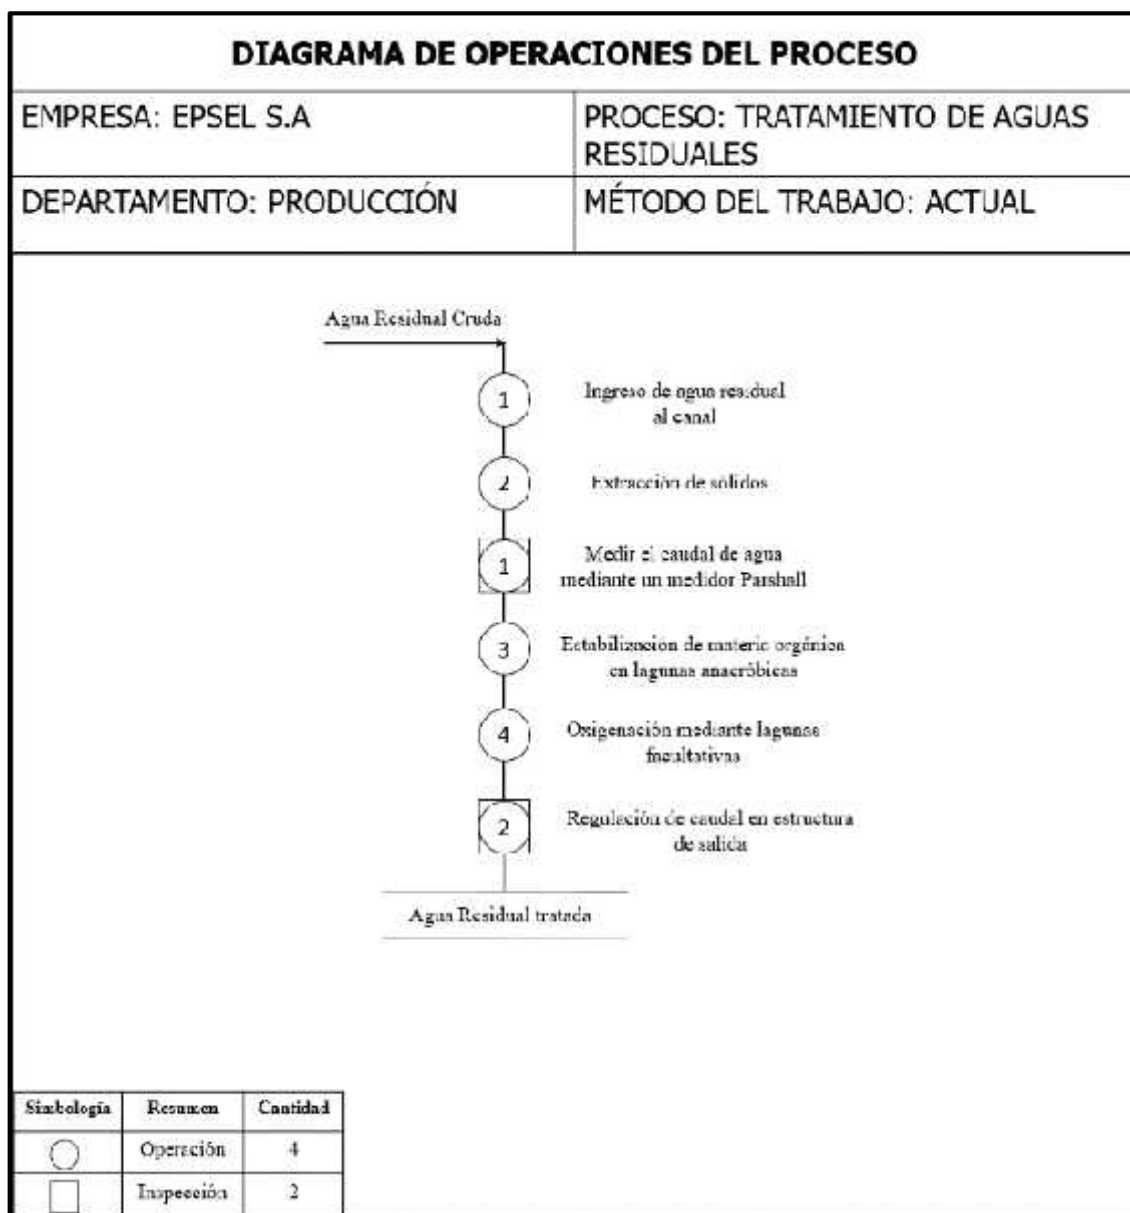 DIAGRAMA DE OPERACIONES DEL PROCESO
EMPRESA: EPSEL S.A
PROCESO: TRATAMIENTO DE AGUAS
RESIDUALES
DEPARTAMENTO: PRODUCCIÓN
MÉTODO DEL TRABAJO: ACTUAL
Agua Residual Cruda
1
Ingreso de agua residual
al canal
2
Extracción de sólidos
1
Medir el caudal de agua
mediante un medidor Parshall
3
Estabilización de materia orgánica
en lagunas anaeróbicas
4
Oxigenación mediante lagunas
facultativas
2
Regulación de caudal en estructura
de salida
Agua Residual tratada
Simbología Resumen Cantidad
Operación 4
Inspección 2